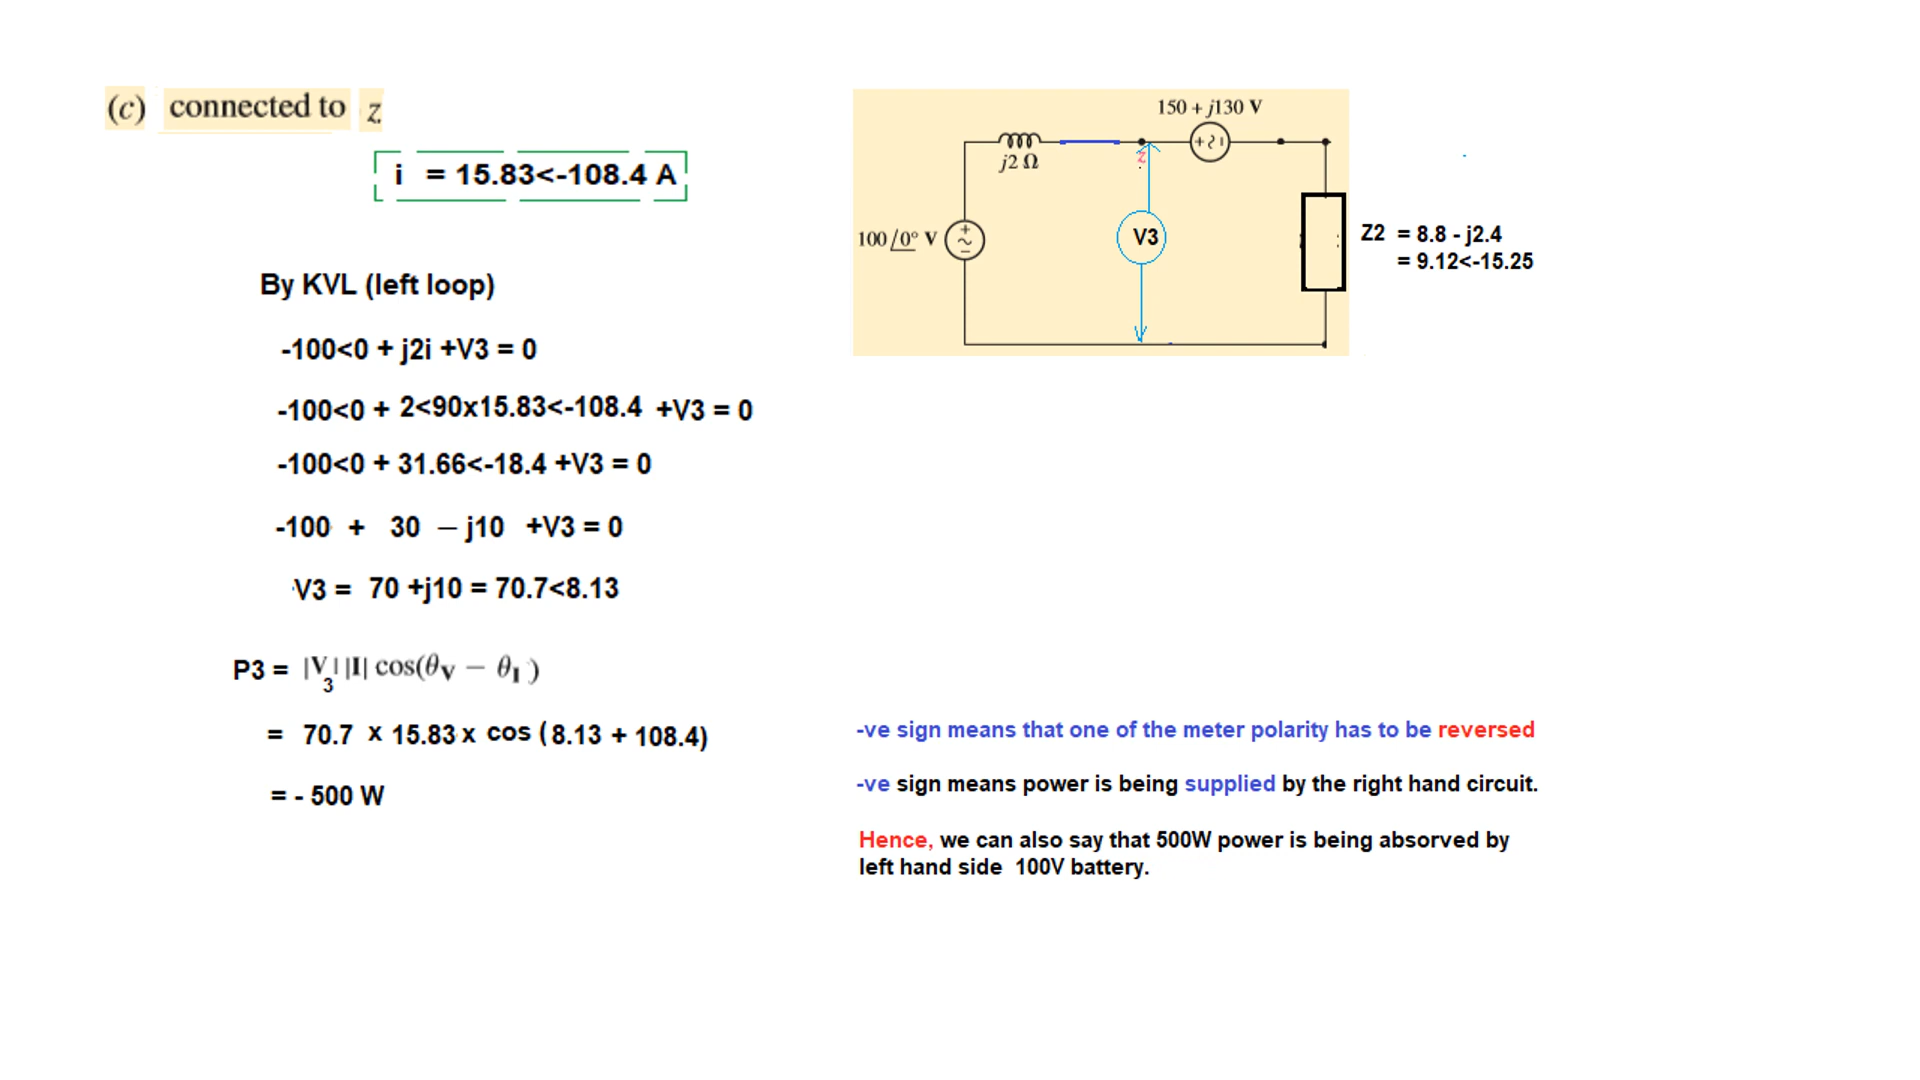 (c) connected to z
i = 15.83<-108.4 A
By KVL (left loop)
-100<0 + j2i +V3 = 0
-100<0 + 2<90x15.83<-108.4 +V3 = 0
-100<0 + 31.66<-18.4 +V3 = 0
-100 + 30 – j10 +V3 = 0
V3 = 70 +j10 = 70.7<8.13
P3 = |V3| |I| cos(θV − θI)
= 70.7 x 15.83 x cos (8.13 + 108.4)
= - 500 W
150 + j130 V
+ ~ -
j2 Ω
z
100/0° V
+ ~ -
V3
Z2 = 8.8 - j2.4
= 9.12<-15.25
-ve sign means that one of the meter polarity has to be reversed
-ve sign means power is being supplied by the right hand circuit.
Hence, we can also say that 500W power is being absorved by
left hand side 100V battery.